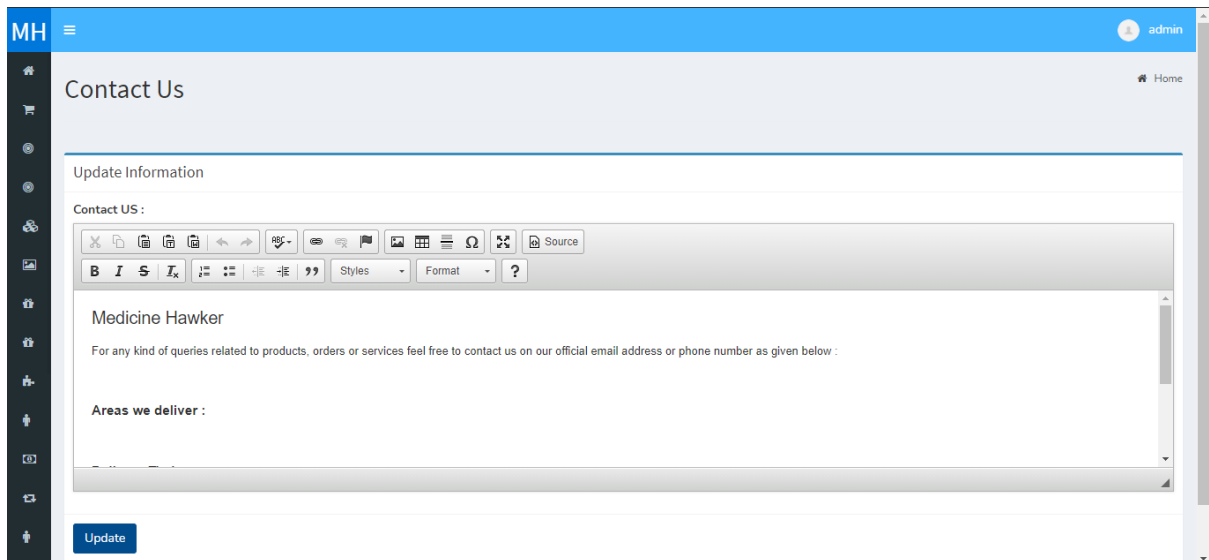 MH
admin
Contact Us
Home
Update Information
Contact US :
ABC
Source
B I S Ix
Styles
Format
?
Medicine Hawker
For any kind of queries related to products, orders or services feel free to contact us on our official email address or phone number as given below :
Areas we deliver :
Update